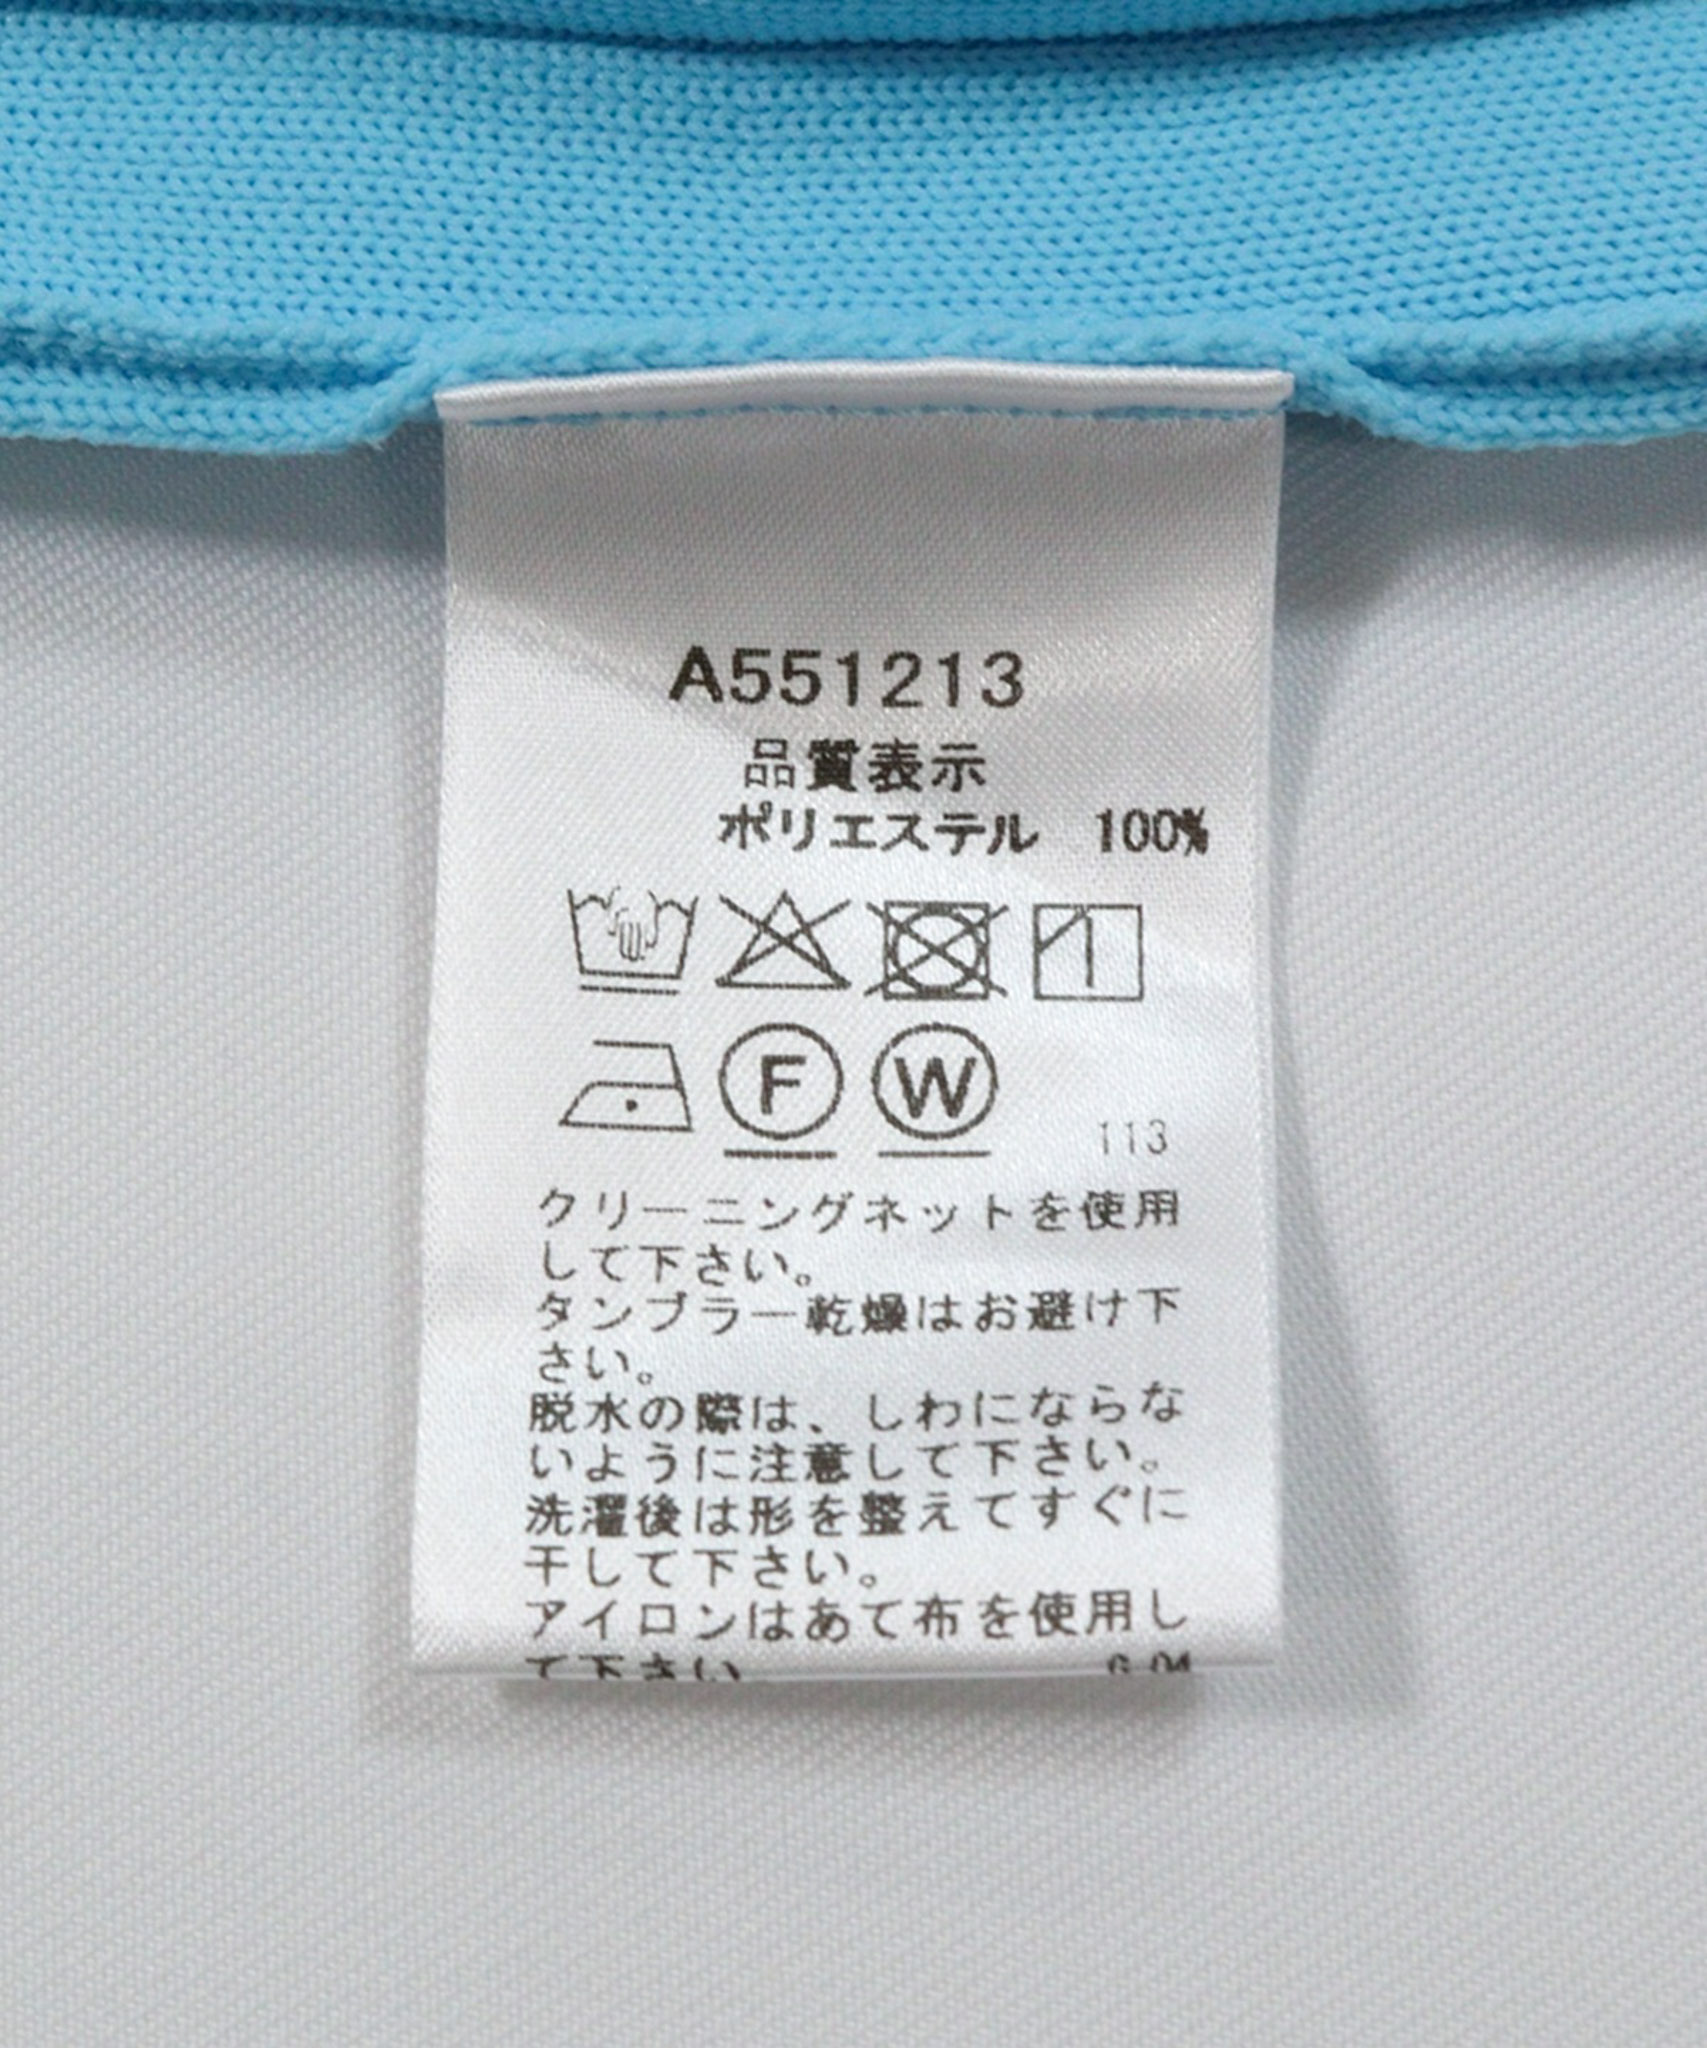 A551213
品質表示
ポリエステル 100%
F W
113
クリーニングネットを使用
して下さい。
タンブラー乾燥はお避け下
さい。
脱水の際は、しわにならな
いように注意して下さい。
洗濯後は形を整えてすぐに
干して下さい。
アイロンはあて布を使用し
て下さい